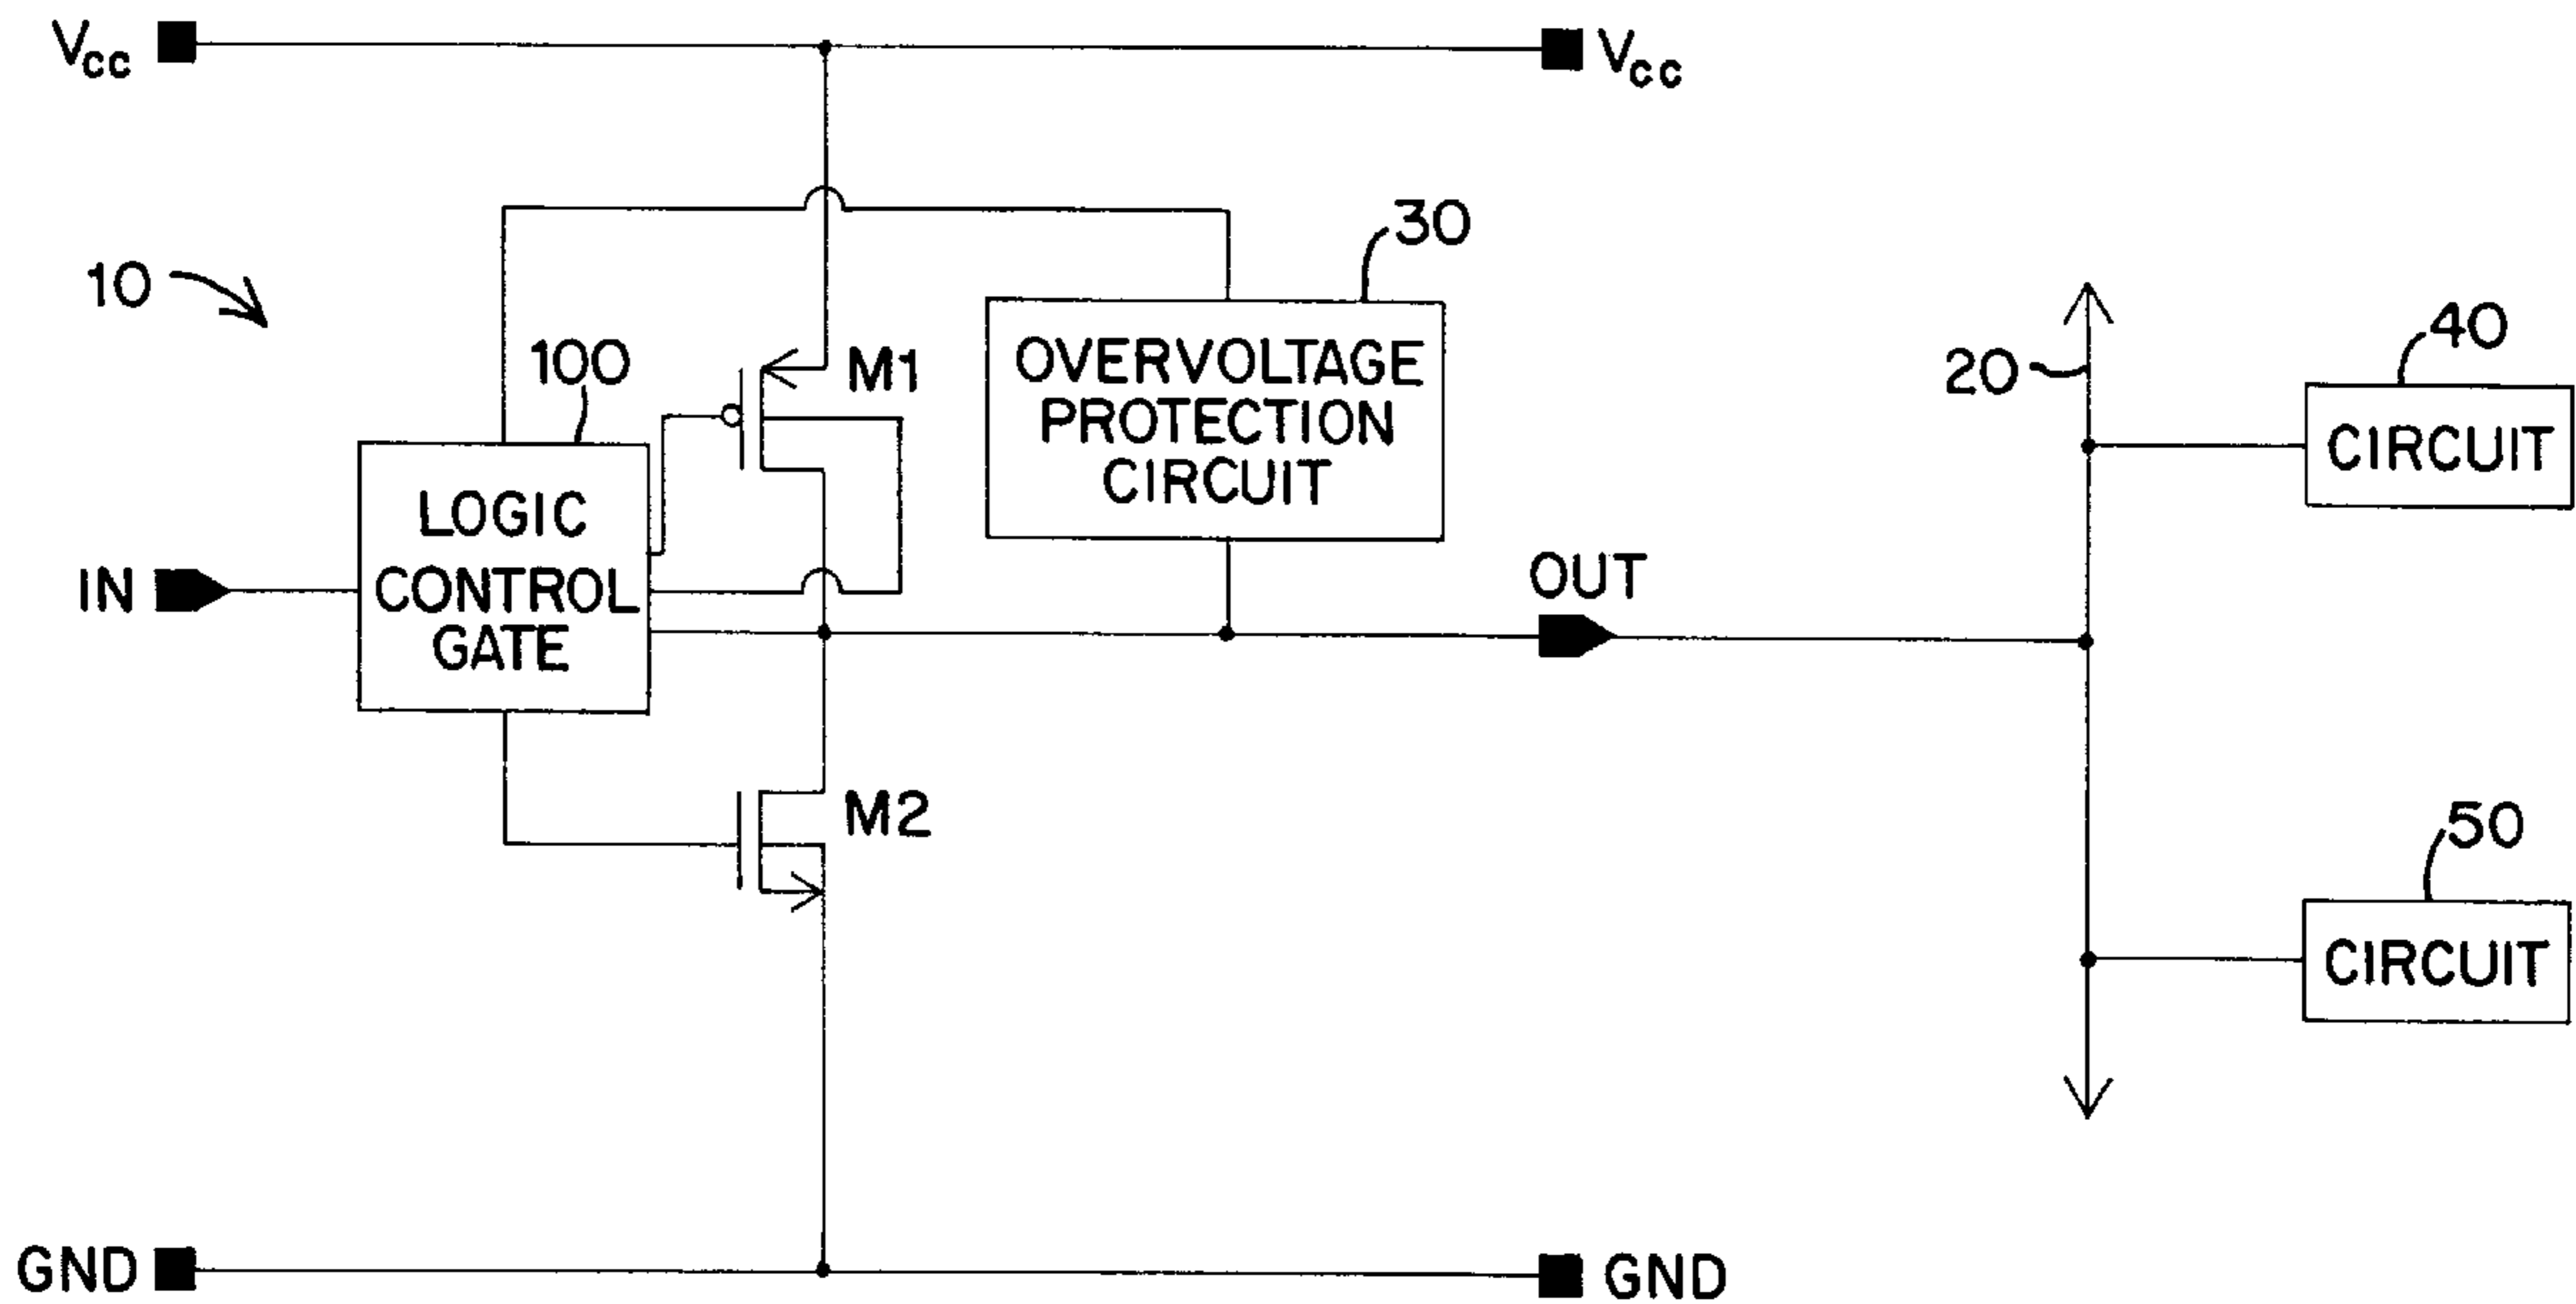 Vcc
Vcc
10
100
M1
30
OVERVOLTAGE
PROTECTION
CIRCUIT
20
40
CIRCUIT
LOGIC
CONTROL
GATE
IN
OUT
M2
50
CIRCUIT
GND
GND